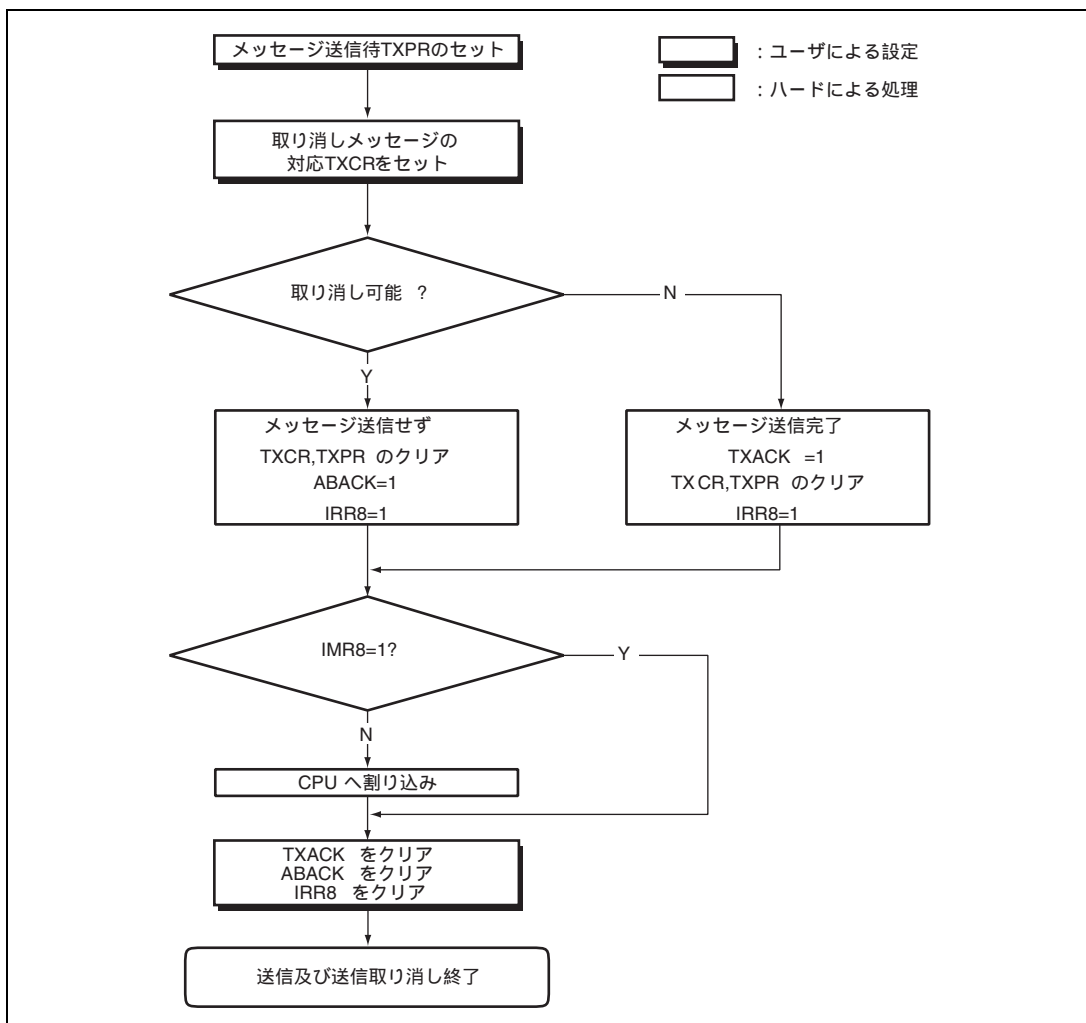 メッセージ送信待TXPRのセット
：ユーザによる設定
：ハードによる処理
取り消しメッセージの
対応TXCRをセット
取り消し可能 ？
N
Y
メッセージ送信せず
TXCR,TXPR のクリア
ABACK=1
IRR8=1
メッセージ送信完了
TXACK =1
TXCR,TXPR のクリア
IRR8=1
IMR8=1?
Y
N
CPU へ割り込み
TXACK をクリア
ABACK をクリア
IRR8 をクリア
送信及び送信取り消し終了